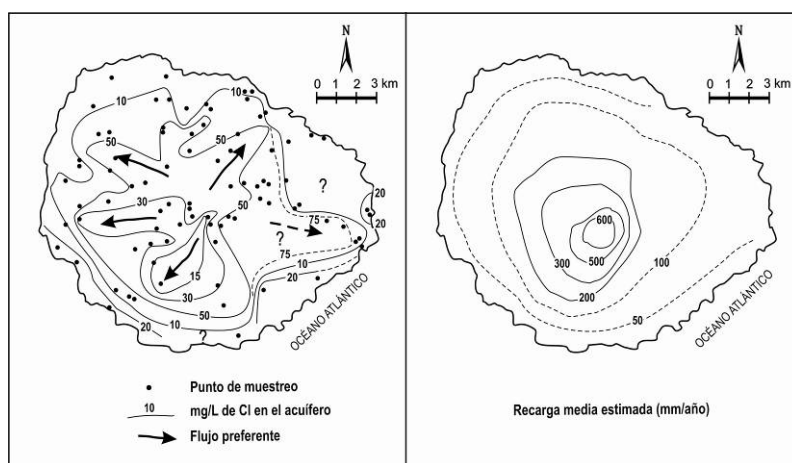 N
0 1 2 3 km
10
10
50
50
30
50
?
20
20
75
?
75
15
10
20
30
50
10
20
?
OCÉANO ATLÀNTICO
Punto de muestreo
10 mg/L de Cl en el acuífero
Flujo preferente
N
0 1 2 3 km
600
300
500
100
200
50
OCÉANO ATLÀNTICO
Recarga media estimada (mm/año)